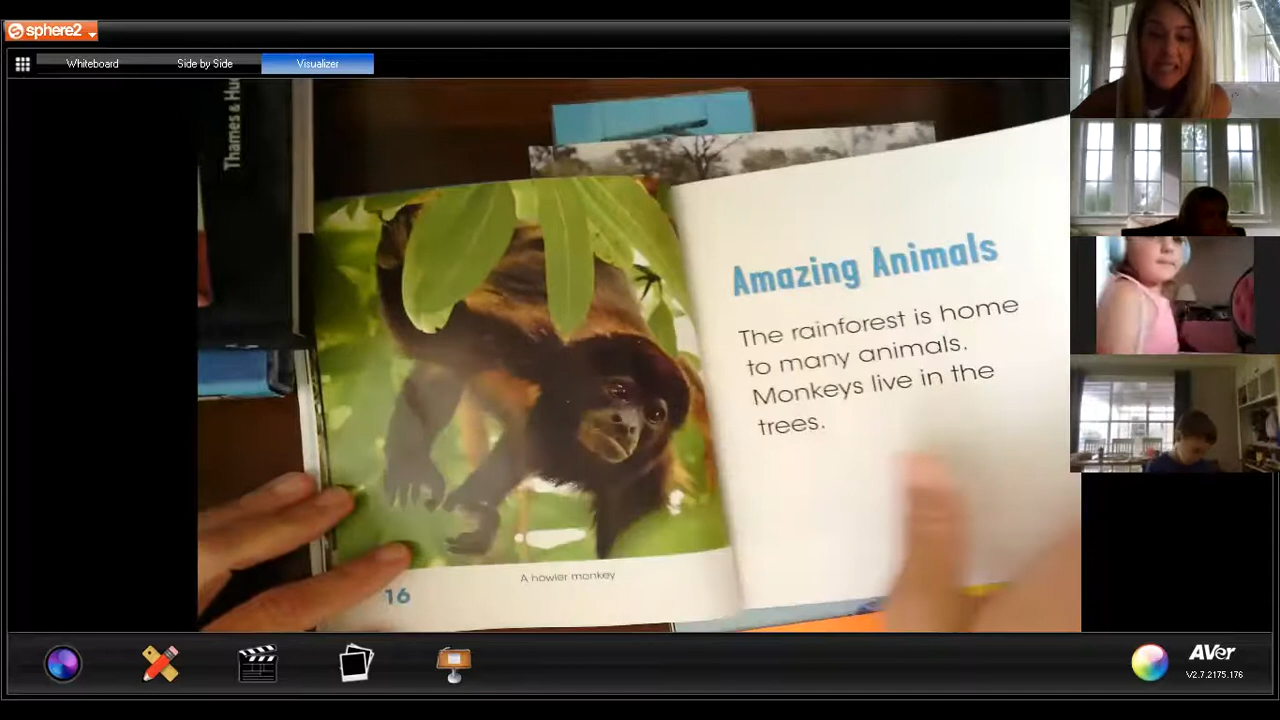 sphere2
Whiteboard
Side by Side
Visualizer
Thames & Hud
Amazing Animals
The rainforest is home
to many animals.
Monkeys live in the
trees.
A howler monkey
16
AVer
V2.7.2175.176